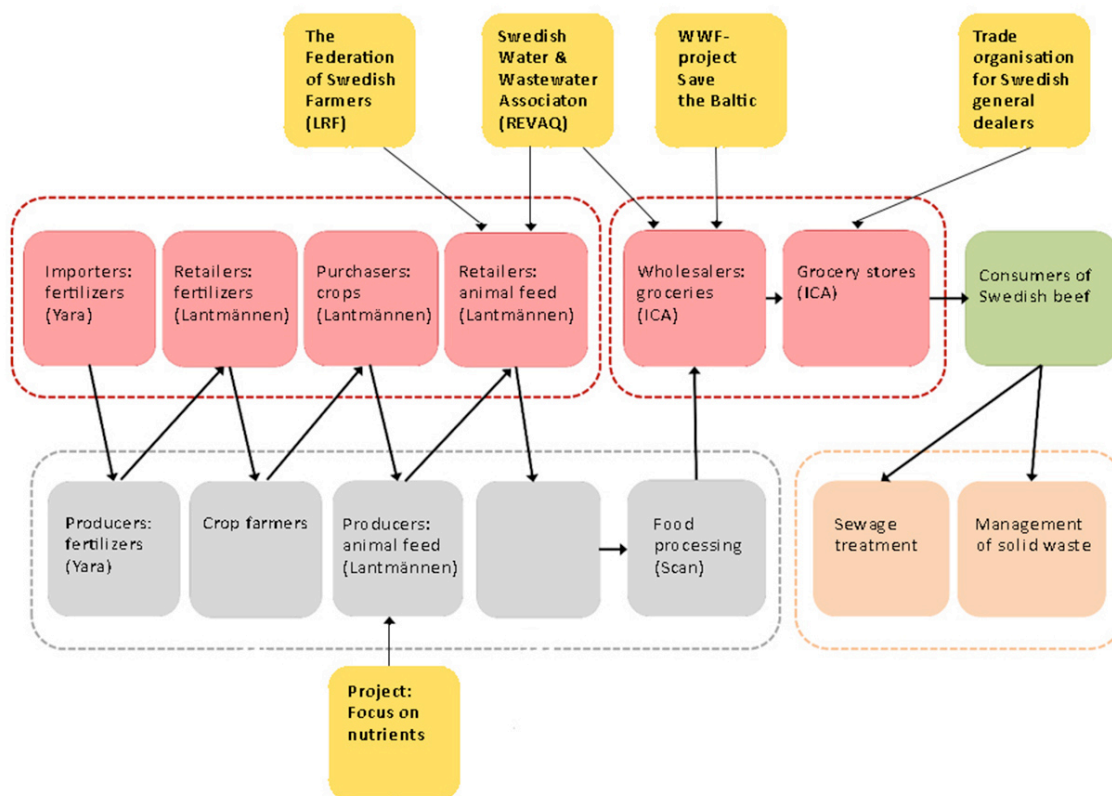 The
Federation
of Swedish
Farmers
(LRF)
Swedish
Water &
Wastewater
Associaton
(REVAQ)
WWF-
project
Save
the Baltic
Trade
organisation
for Swedish
general
dealers
Importers:
fertilizers
(Yara)
Retailers:
fertilizers
(Lantmännen)
Purchasers:
crops
(Lantmännen)
Retailers:
animal feed
(Lantmännen)
Wholesalers:
groceries
(ICA)
Grocery stores
(ICA)
Consumers of
Swedish beef
Producers:
fertilizers
(Yara)
Crop farmers
Producers:
animal feed
(Lantmännen)
Food
processing
(Scan)
Sewage
treatment
Management
of solid waste
Project:
Focus on
nutrients